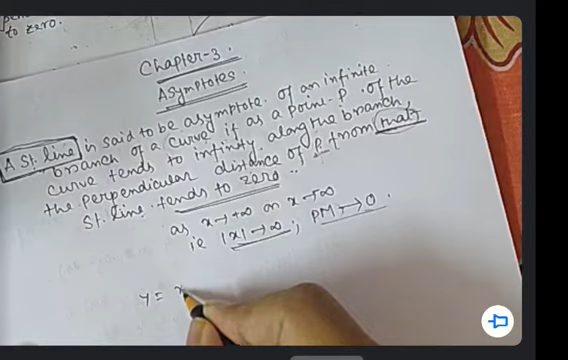 to zero.
Chapter-3.
Asymptotes.
A St. line is said to be asymptote of an infinite
branch of a curve if as a point-P of the
curve tends to infinity along the branch,
the perpendicular distance of P from that
St. line tends to zero..
as, x→+∞ or x→-∞
ie |x|→∞, PM→0.
y =